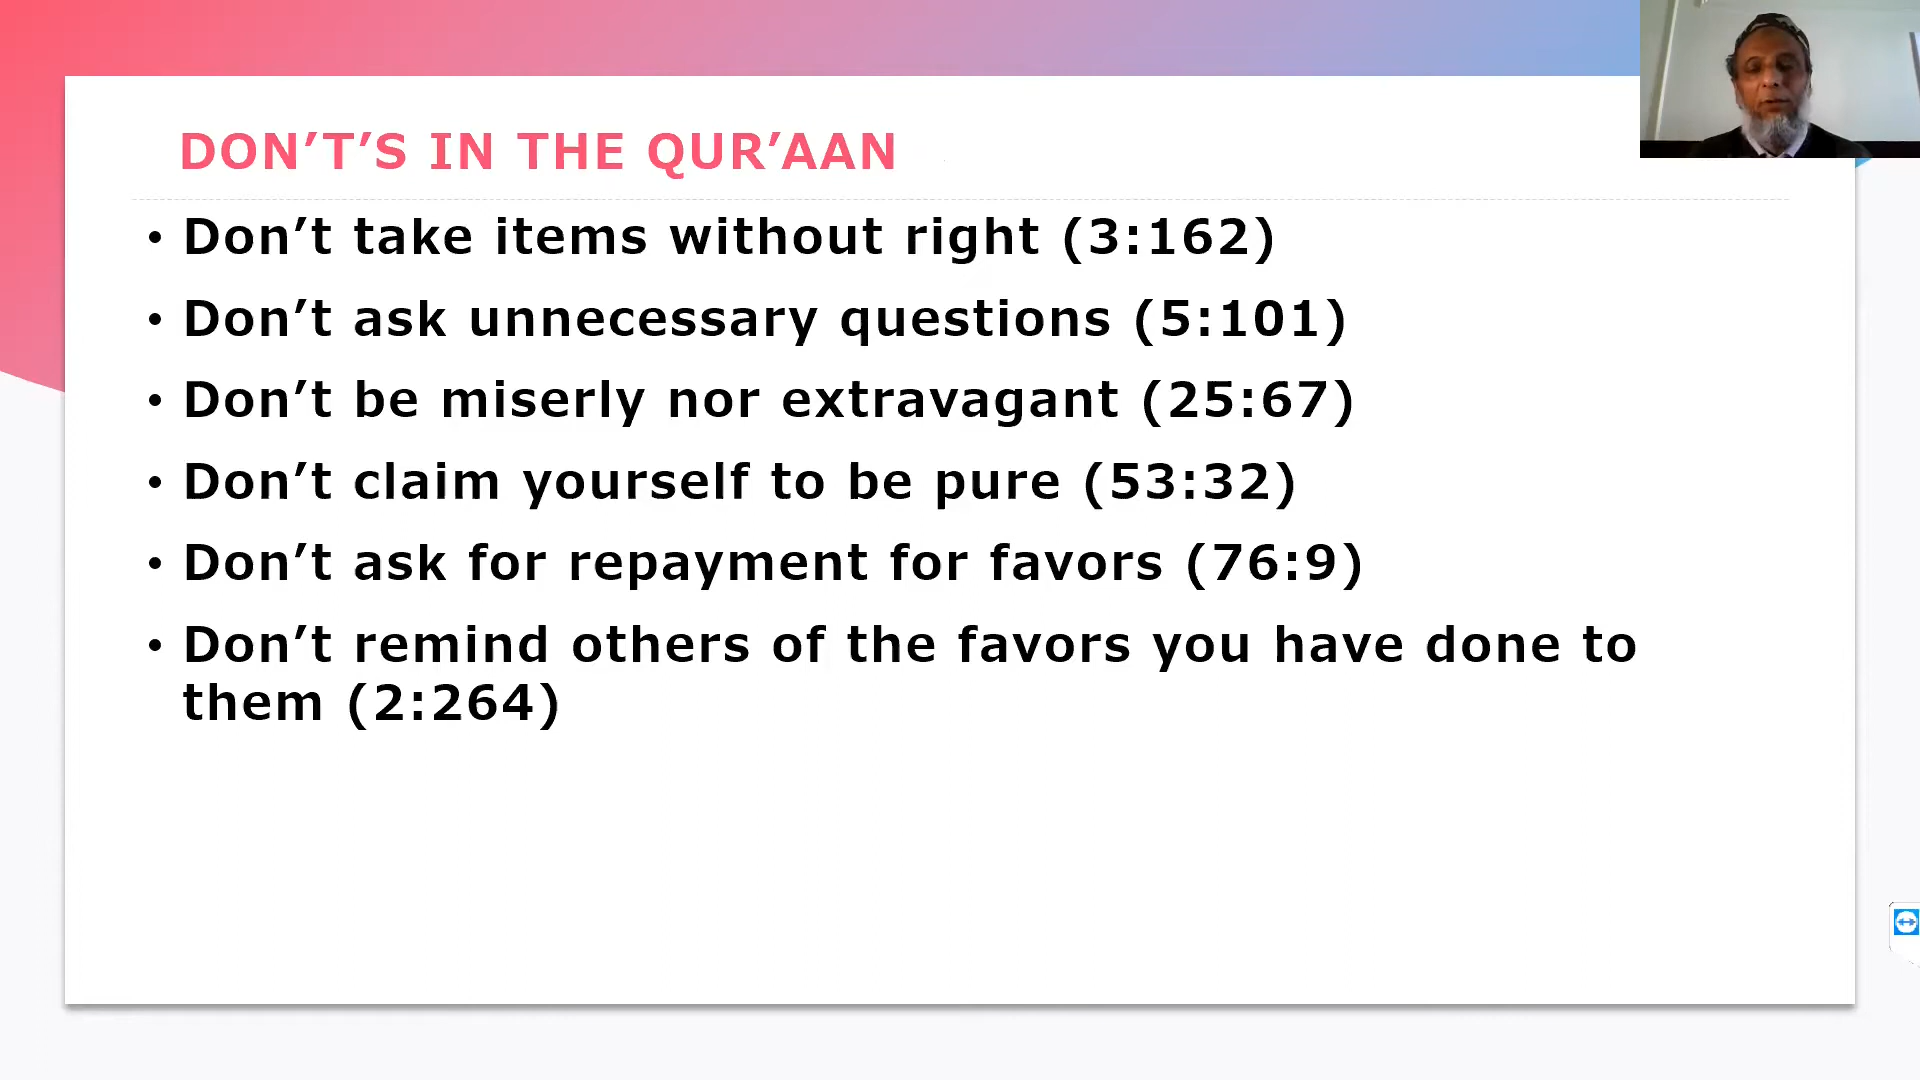 DON’T’S IN THE QUR’AAN
• Don’t take items without right (3:162)
• Don’t ask unnecessary questions (5:101)
• Don’t be miserly nor extravagant (25:67)
• Don’t claim yourself to be pure (53:32)
• Don’t ask for repayment for favors (76:9)
• Don’t remind others of the favors you have done to
them (2:264)